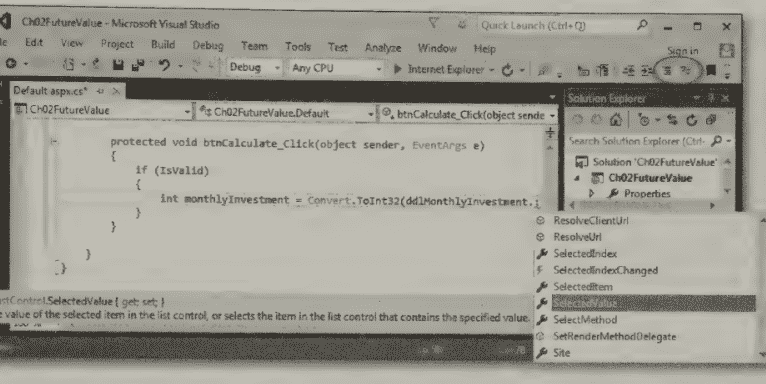 Ch02FutureValue - Microsoft Visual Studio
Quick Launch (Ctrl+Q)
le Edit View Project Build Debug Team Tools Test Analyze Window Help
Sign in
Debug Any CPU Internet Explorer
Default.aspx.cs*
Solution Explorer
Ch02FutureValue Ch02FutureValue.Default btnCalculate_Click(object sende
Search Solution Explorer (Ctrl-
protected void btnCalculate_Click(object sender, EventArgs e)
{
if (IsValid)
{
int monthlyInvestment = Convert.ToInt32(ddlMonthlyInvestment.
}
}
}
}
Solution 'Ch02FutureValue'
Ch02FutureValue
Properties
ResolveClientUrl
ResolveUrl
SelectedIndex
SelectedIndexChanged
SelectedItem
SelectedValue
SelectMethod
SetRenderMethodDelegate
Site
stControl.SelectedValue { get; set; }
e value of the selected item in the list control, or selects the item in the list control that contains the specified value.